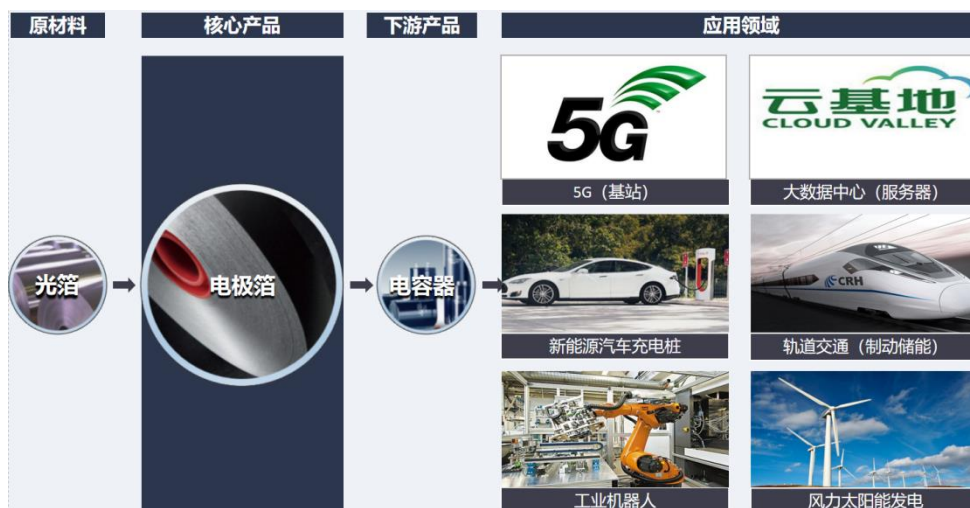 原材料
核心产品
下游产品
应用领域
光箔
电极箔
电容器
5G
云基地
CLOUD VALLEY
5G（基站）
大数据中心（服务器）
CRH
新能源汽车充电桩
轨道交通（制动储能）
工业机器人
风力太阳能发电